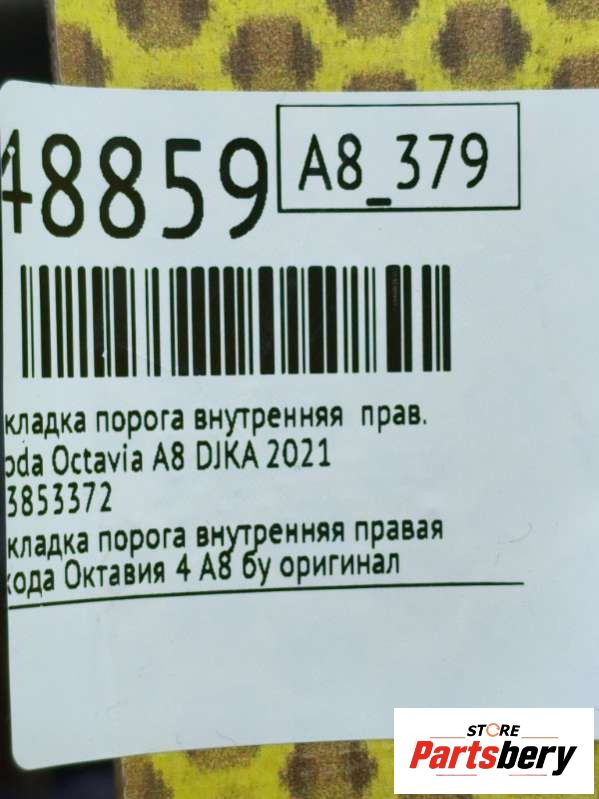 48859
A8_379
кладка порога внутренняя прав.
oda Octavia A8 DJKA 2021
3853372
кладка порога внутренняя правая
кода Октавия 4 А8 бу оригинал
STORE
Partsbery